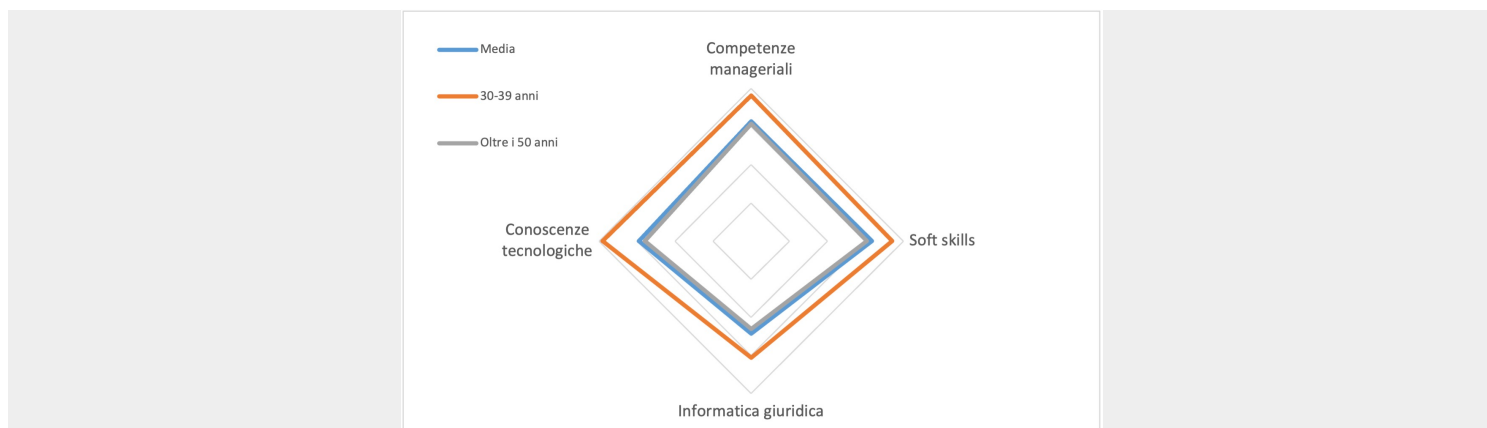 Media
30-39 anni
Oltre i 50 anni
Competenze
manageriali
Conoscenze
tecnologiche
Soft skills
Informatica giuridica